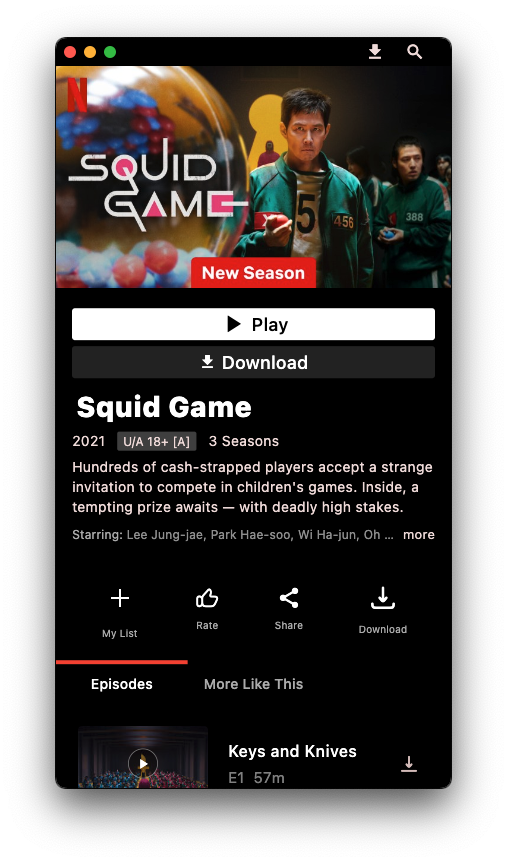 N
SQUID
GAME
5
456
388
New Season
Play
Download
Squid Game
2021 U/A 18+ [A] 3 Seasons
Hundreds of cash-strapped players accept a strange
invitation to compete in children's games. Inside, a
tempting prize awaits — with deadly high stakes.
Starring: Lee Jung-jae, Park Hae-soo, Wi Ha-jun, Oh ... more
My List Rate Share Download
Episodes More Like This
Keys and Knives
E1 57m